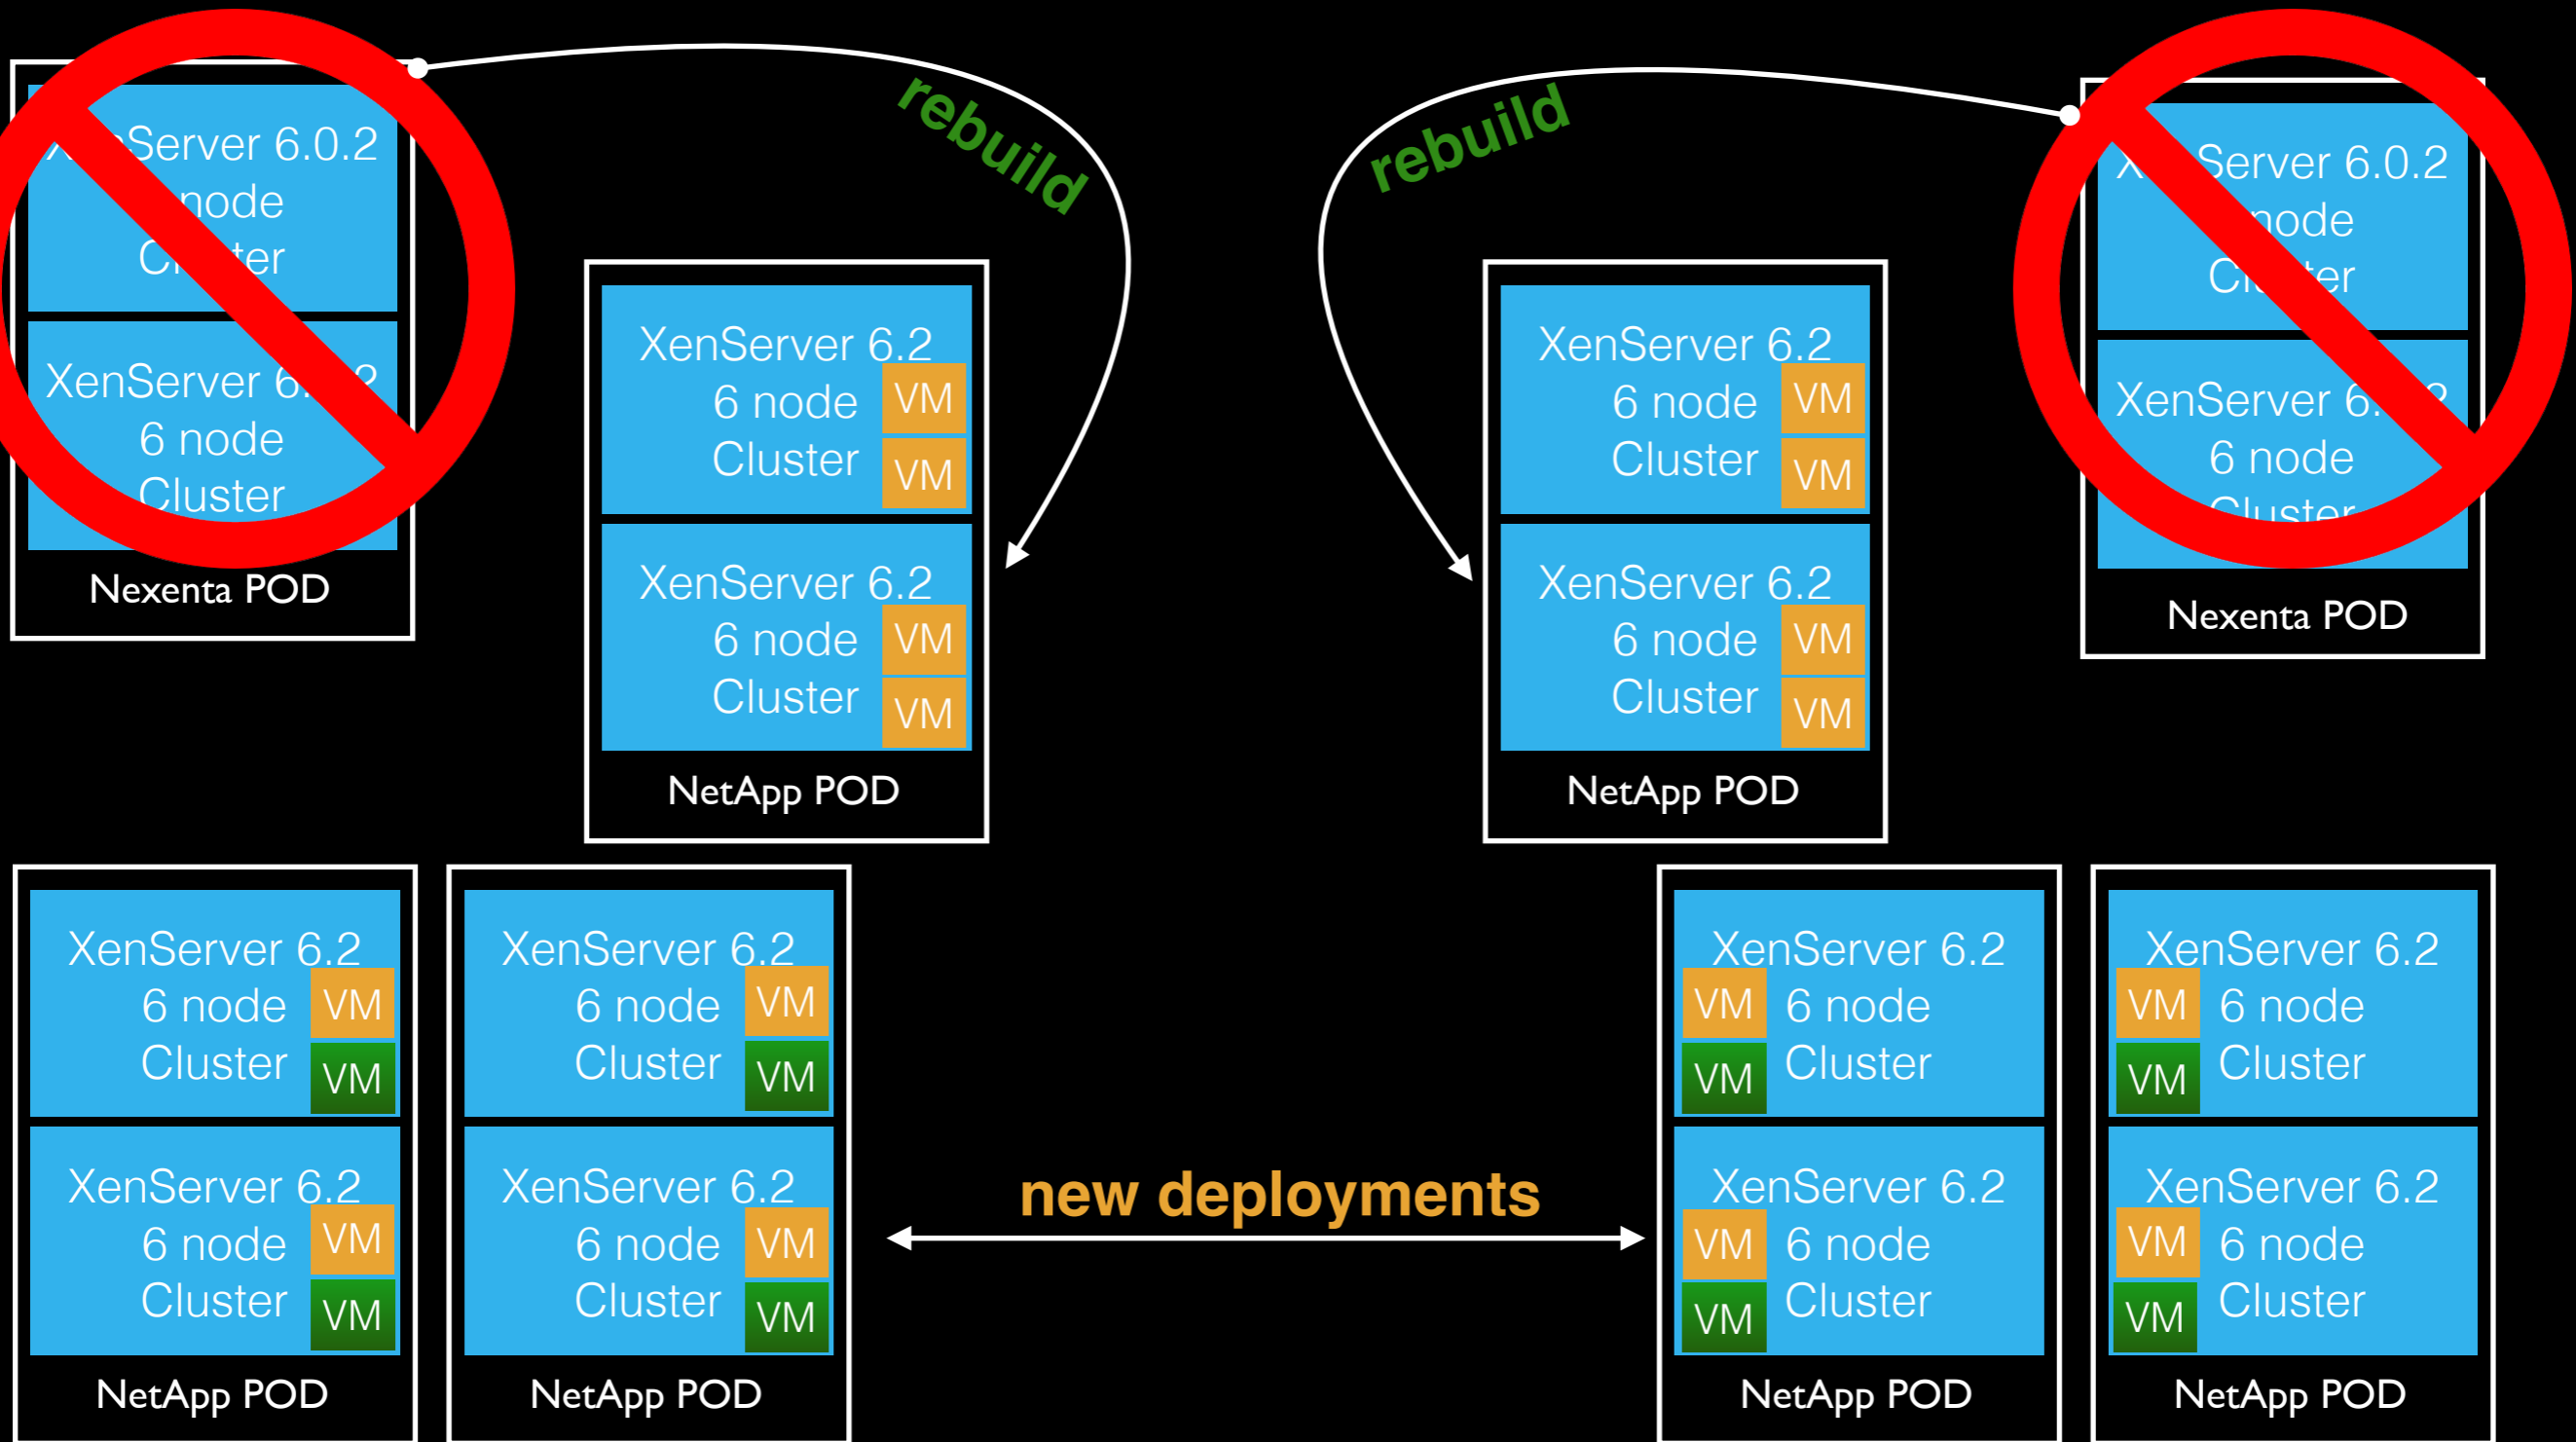 Server 6.0.2
node
XenServer
6 node
Cluster
Nexenta POD
rebuild
XenServer 6.2
6 node
Cluster
VM
VM
XenServer 6.2
6 node
Cluster
VM
VM
NetApp POD
rebuild
XenServer 6.2
6 node
Cluster
VM
VM
XenServer 6.2
6 node
Cluster
VM
VM
NetApp POD
Server 6.0.2
node
XenServer
6 node
Cluster
Nexenta POD
XenServer 6.2
6 node
Cluster
VM
VM
XenServer 6.2
6 node
Cluster
VM
VM
NetApp POD
XenServer 6.2
6 node
Cluster
VM
VM
XenServer 6.2
6 node
Cluster
VM
VM
NetApp POD
new deployments
XenServer 6.2
6 node
Cluster
VM
VM
XenServer 6.2
6 node
Cluster
VM
VM
NetApp POD
XenServer 6.2
6 node
Cluster
VM
VM
XenServer 6.2
6 node
Cluster
VM
VM
NetApp POD